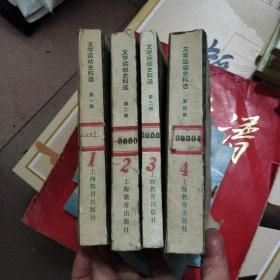 文学运动史料选
第一册
1
上海教育出版社
文学运动史料选
第二册
2
上海教育出版社
文学运动史料选
第三册
3
上海教育出版社
文学运动史料选
第四册
4
上海教育出版社
谱